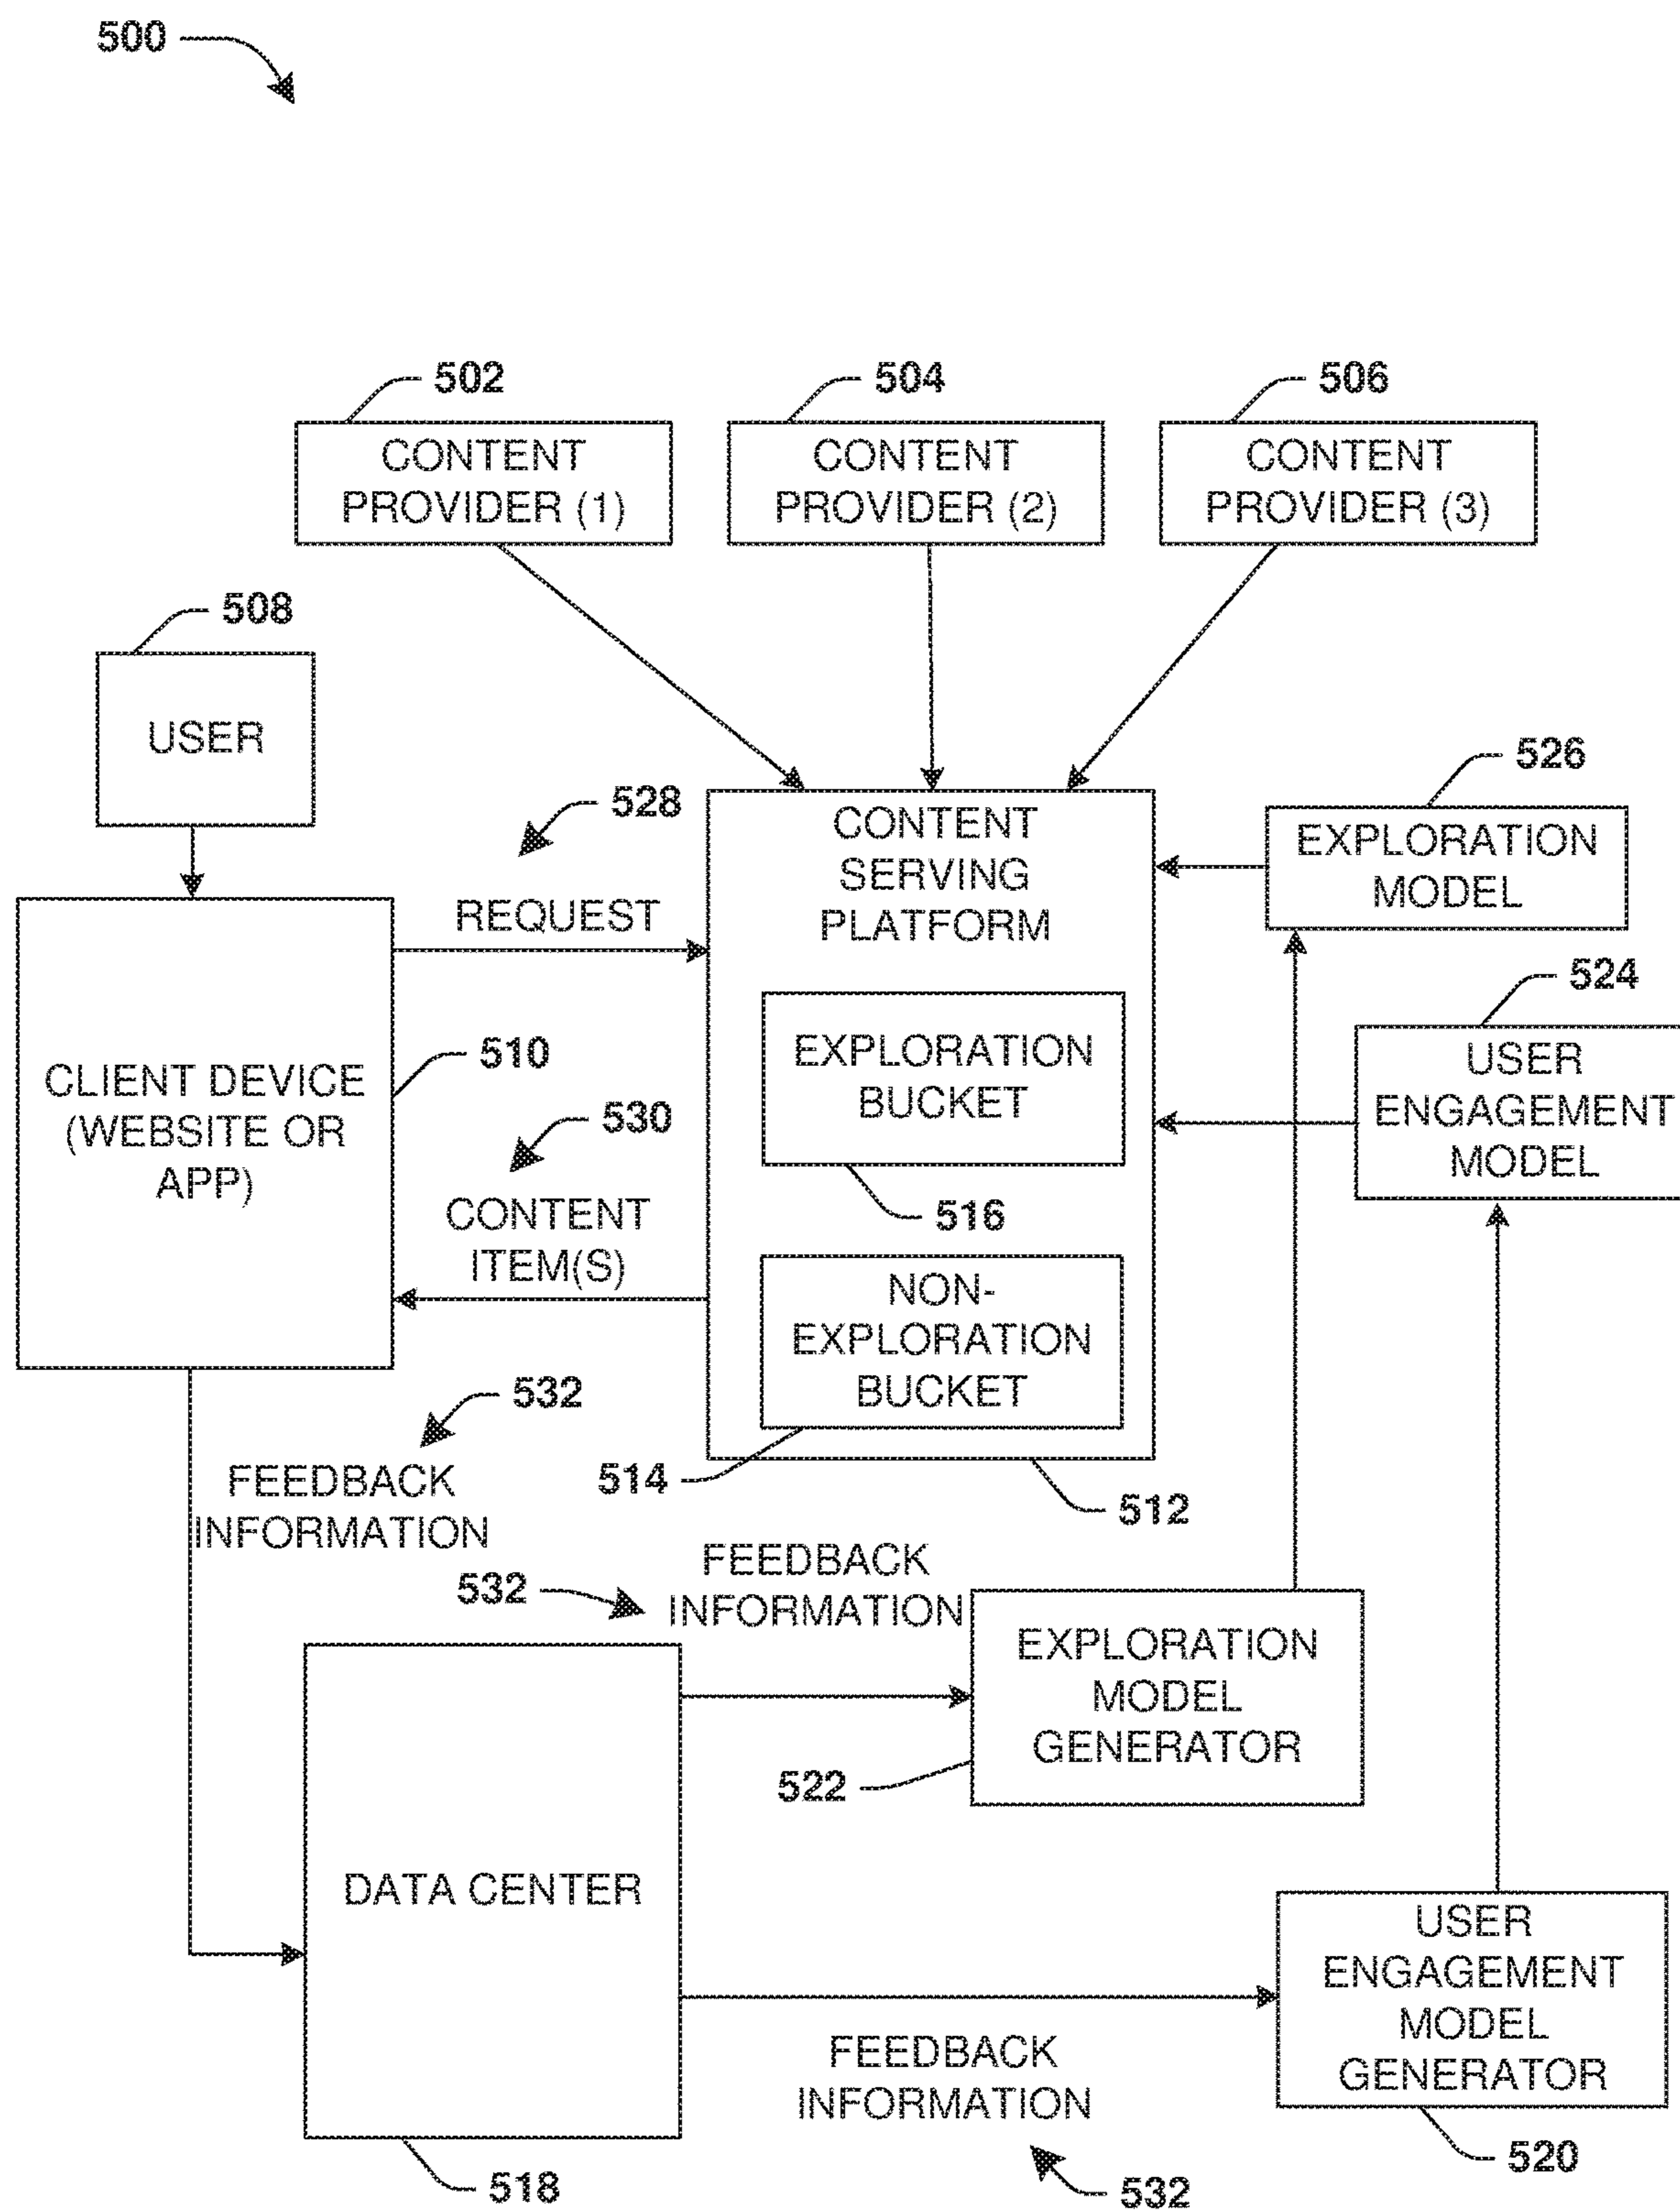 500
502
504
506
CONTENT
PROVIDER (1)
CONTENT
PROVIDER (2)
CONTENT
PROVIDER (3)
508
USER
528
REQUEST
CONTENT
SERVING
PLATFORM
526
EXPLORATION
MODEL
524
USER
ENGAGEMENT
MODEL
CLIENT DEVICE
(WEBSITE OR
APP)
510
530
CONTENT
ITEM(S)
EXPLORATION
BUCKET
516
NON-
EXPLORATION
BUCKET
514
512
532
FEEDBACK
INFORMATION
532
FEEDBACK
INFORMATION
EXPLORATION
MODEL
GENERATOR
522
DATA CENTER
518
USER
ENGAGEMENT
MODEL
GENERATOR
520
FEEDBACK
INFORMATION
532